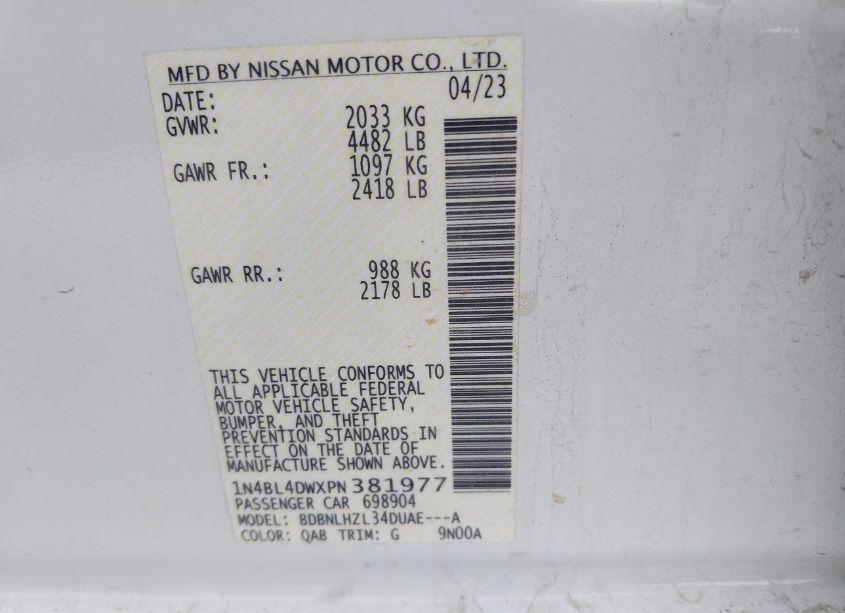 MFD BY NISSAN MOTOR CO., LTD.
DATE: 04/23
GVWR: 2033 KG
4482 LB
GAWR FR.: 1097 KG
2418 LB
GAWR RR.: 988 KG
2178 LB
THIS VEHICLE CONFORMS TO
ALL APPLICABLE FEDERAL
MOTOR VEHICLE SAFETY,
BUMPER, AND THEFT
PREVENTION STANDARDS IN
EFFECT ON THE DATE OF
MANUFACTURE SHOWN ABOVE.
1N4BL4DWXPN381977
PASSENGER CAR 698904
MODEL: BDBNLHZL34DUAE---A
COLOR: QAB TRIM: G 9N00A